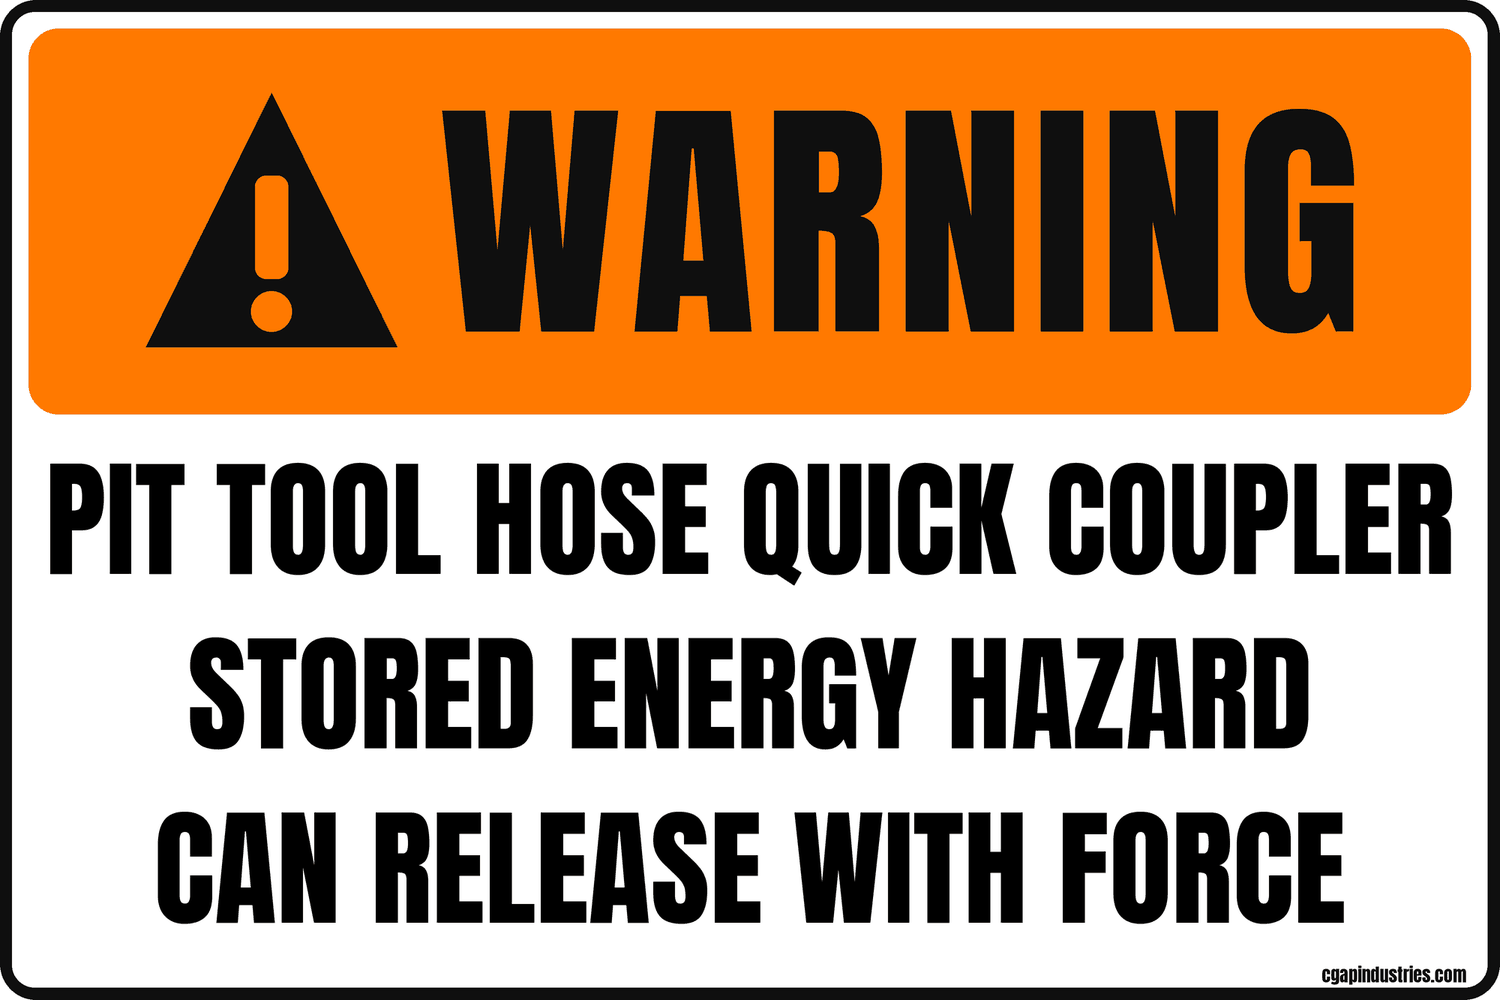 WARNING
PIT TOOL HOSE QUICK COUPLER
STORED ENERGY HAZARD
CAN RELEASE WITH FORCE
cgapindustries.com